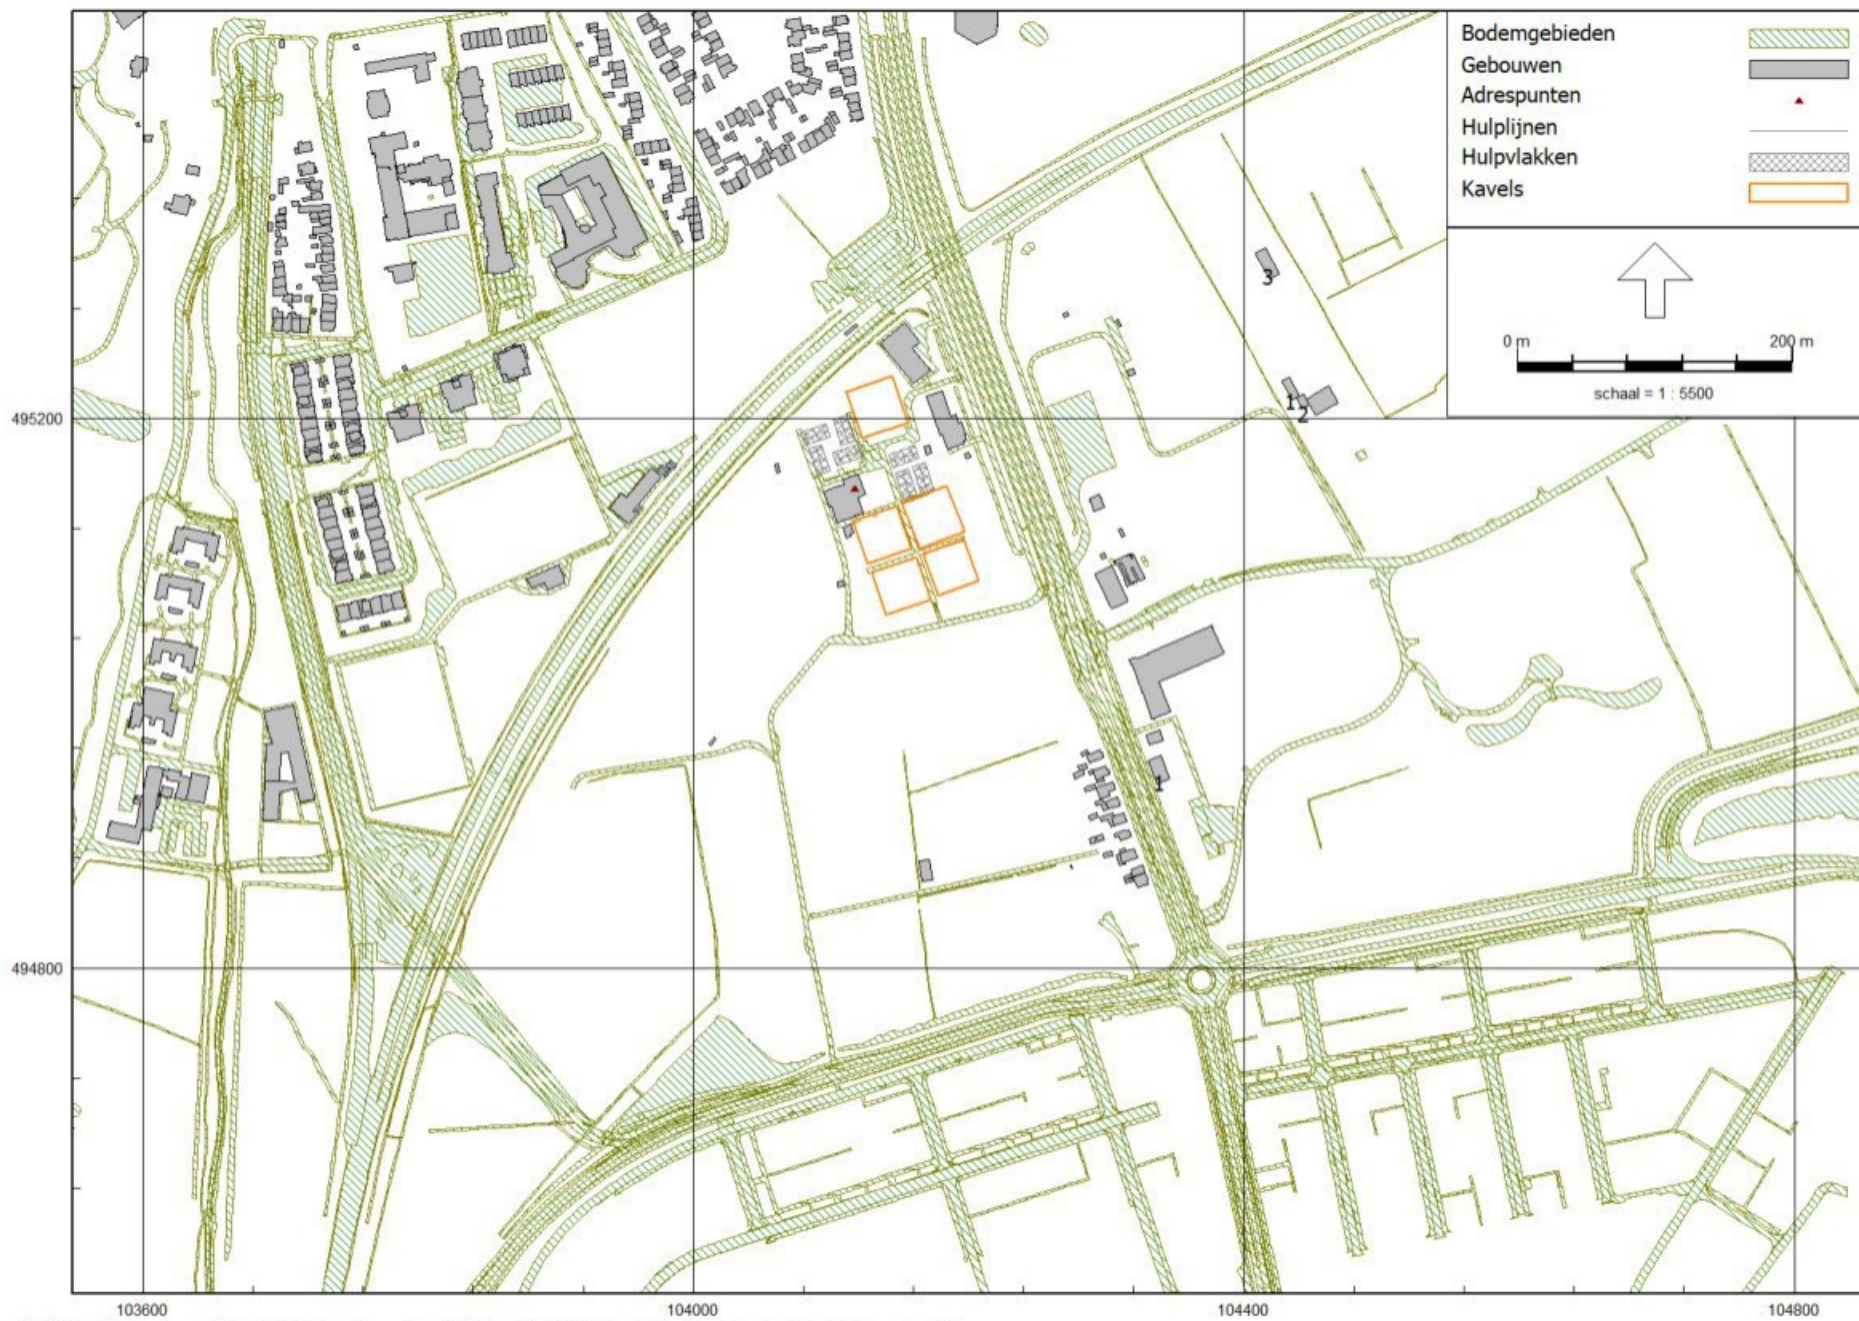 Bodemgebieden
Gebouwen
Adrespunten
Hulplijnen
Hulpvlakken
Kavels
0 m 200 m
schaal = 1 : 5500
3
1
2
1
495200
494800
103600 104000 104400 104800